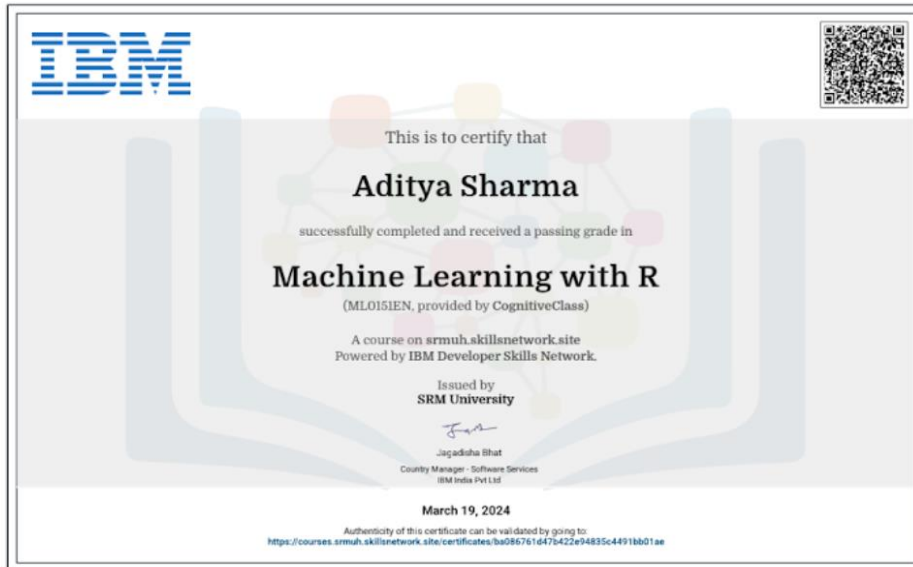 IBM
This is to certify that
Aditya Sharma
successfully completed and received a passing grade in
Machine Learning with R
(ML0151EN, provided by CognitiveClass)
A course on srmuh.skillsnetwork.site
Powered by IBM Developer Skills Network.
Issued by
SRM University
Jagadisha Bhat
Country Manager - Software Services
IBM India Pvt Ltd
March 19, 2024
Authenticity of this certificate can be validated by going to:
https://courses.srmuh.skillsnetwork.site/certificates/ba086761d47b422e94835c4491bb01ae